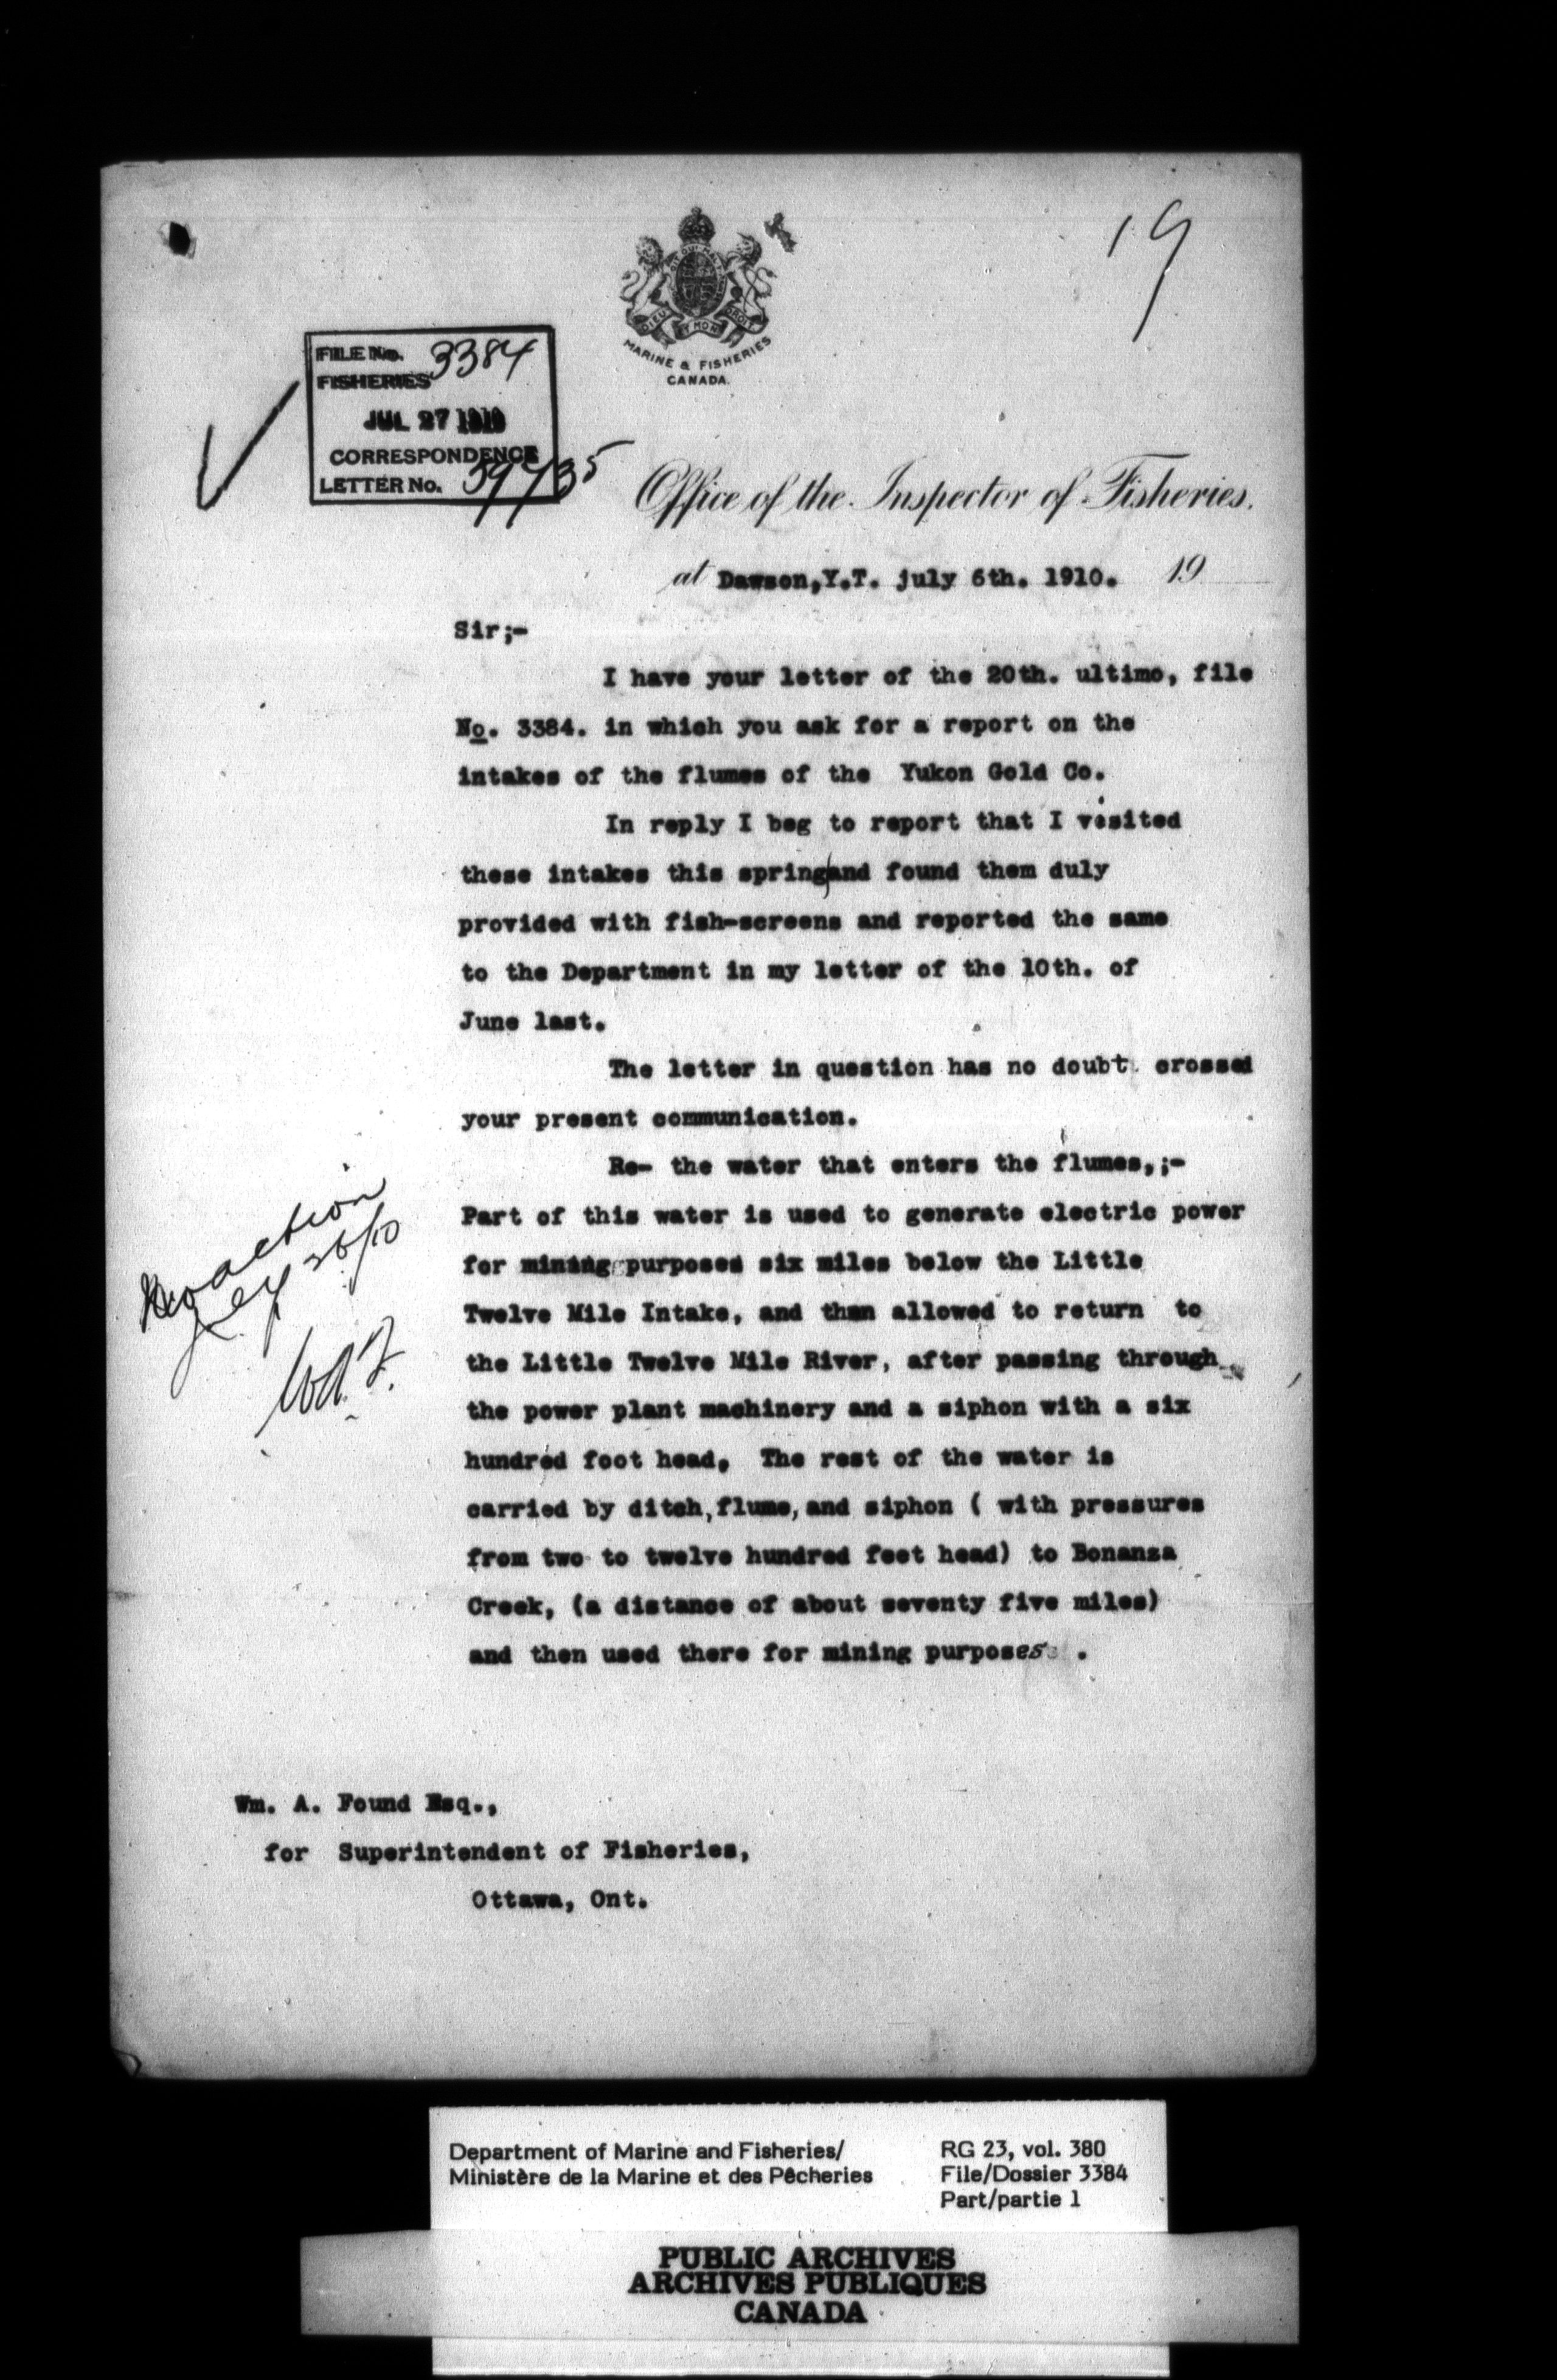 19
DIEU ET MON DROIT
MARINE & FISHERIES
CANADA.
FILE No. 3384
FISHERIES
JUL 27 1910
CORRESPONDENCE
LETTER No.
Office of the Inspector of Fisheries.
at Dawson,Y.T. july 6th. 1910. 19
Sir;-
I have your letter of the 20th. ultimo, file
No. 3384. in which you ask for a report on the
intakes of the flumes of the Yukon Gold Co.
In reply I beg to report that I visited
these intakes this spring and found them duly
provided with fish-screens and reported the same
to the Department in my letter of the 10th. of
June last.
The letter in question has no doubt crossed
your present communication.
Re- the water that enters the flumes,;-
Part of this water is used to generate electric power
for mining purposes six miles below the Little
Twelve Mile Intake, and then allowed to return to
the Little Twelve Mile River, after passing through
the power plant machinery and a siphon with a six
hundred foot head. The rest of the water is
carried by ditch,flume,and siphon ( with pressures
from two to twelve hundred feet head) to Bonanza
Creek, (a distance of about seventy five miles)
and then used there for mining purposes .
No action
W.A.F.
Wm. A. Found Esq.,
for Superintendent of Fisheries,
Ottawa, Ont.
Department of Marine and Fisheries/
Ministère de la Marine et des Pêcheries
RG 23, vol. 380
File/Dossier 3384
Part/partie 1
PUBLIC ARCHIVES
ARCHIVES PUBLIQUES
CANADA